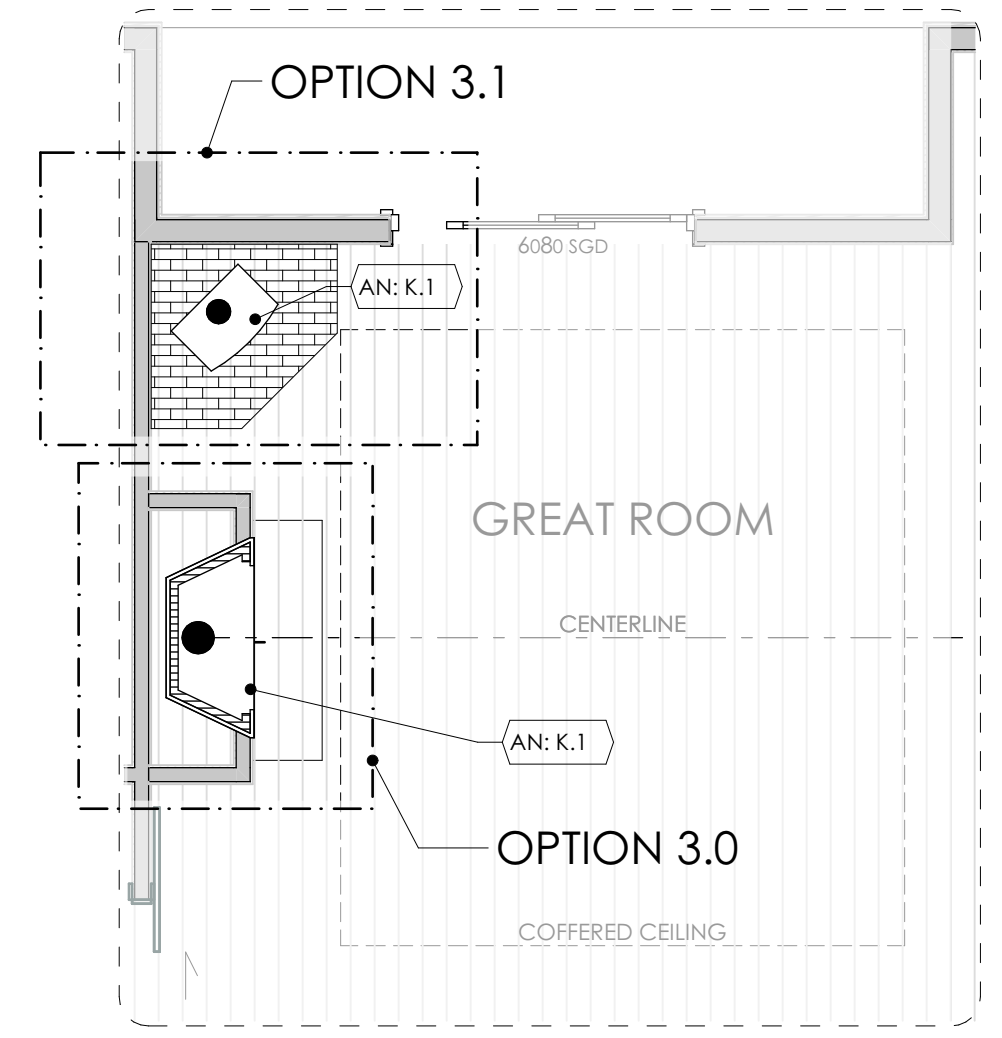 OPTION 3.1
6080 SGD
AN: K.1
GREAT ROOM
CENTERLINE
AN: K.1
OPTION 3.0
COFFERED CEILING